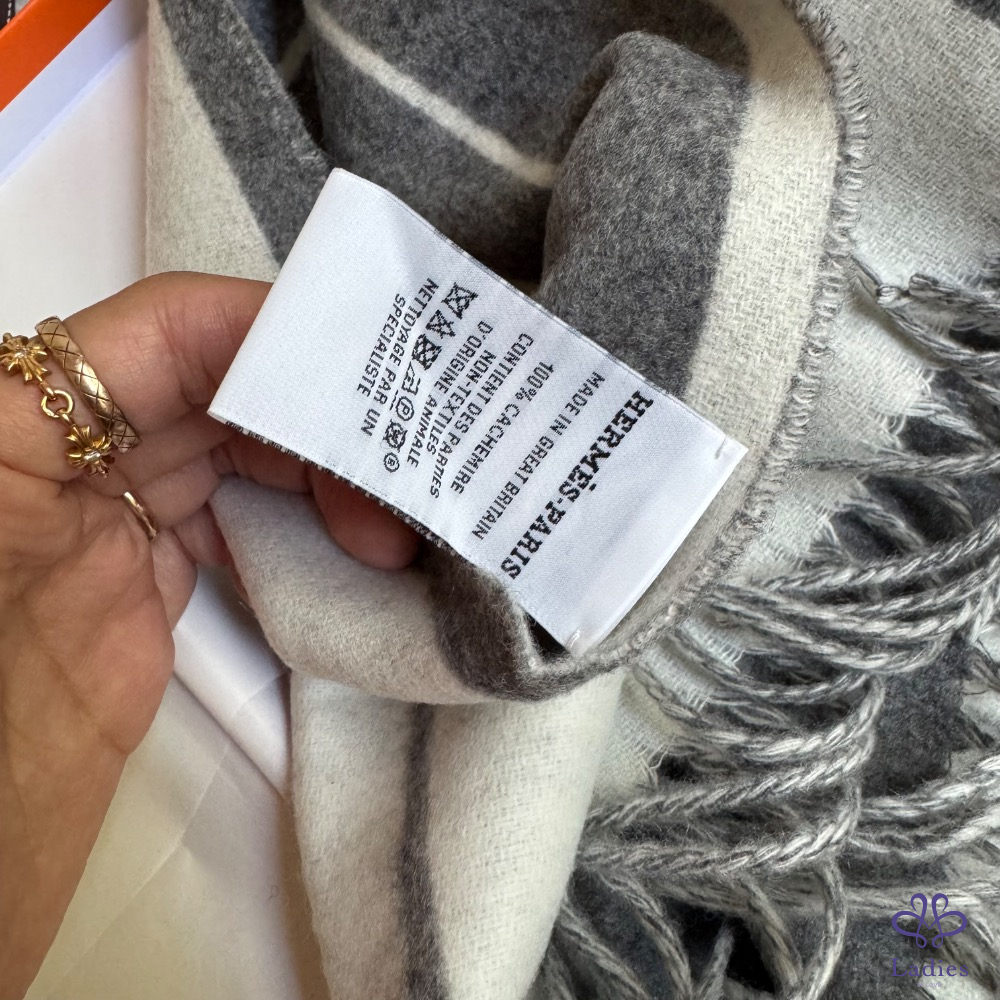 HERMÈS·PARIS
MADE IN GREAT BRITAIN
100% CACHEMIRE
CONTIENT DES PARTIES
NON-TEXTILES
D'ORIGINE ANIMALE
P
NETTOYAGE PAR UN
SPECIALISTE
Ladies